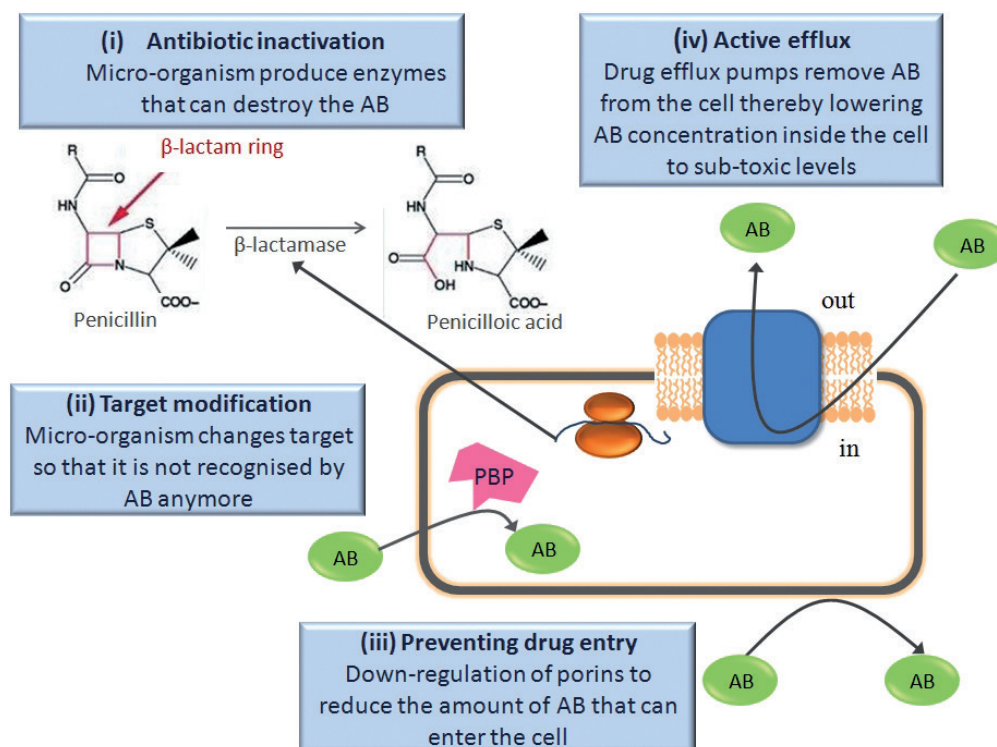 (i) Antibiotic inactivation
Micro-organism produce enzymes
that can destroy the AB
(iv) Active efflux
Drug efflux pumps remove AB
from the cell thereby lowering
AB concentration inside the cell
to sub-toxic levels
β-lactam ring
R
O
HN
S
N
O
COO–
Penicillin
β-lactamase
R
O
HN
S
O
HN
OH
COO–
Penicilloic acid
AB
AB
out
in
(ii) Target modification
Micro-organism changes target
so that it is not recognised by
AB anymore
PBP
AB
AB
(iii) Preventing drug entry
Down-regulation of porins to
reduce the amount of AB that can
enter the cell
AB
AB